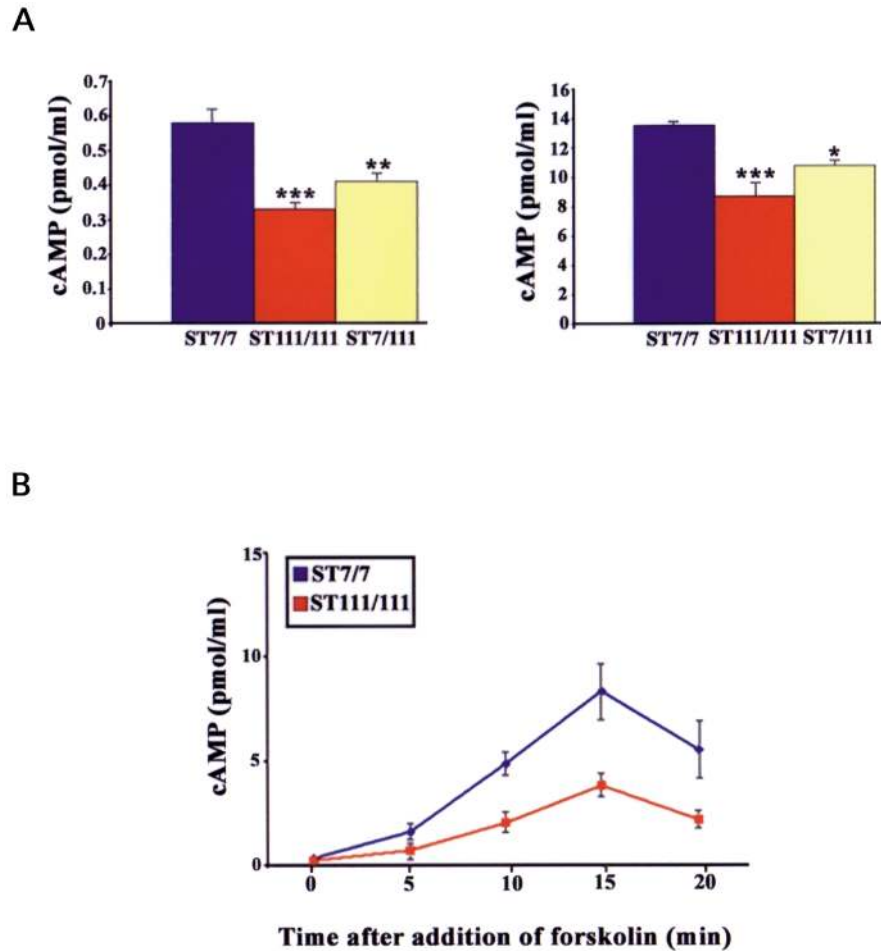 A
cAMP (pmol/ml)
0.7
0.6
0.5
0.4
0.3
0.2
0.1
0
***
**
ST7/7 ST111/111 ST7/111
cAMP (pmol/ml)
16
14
12
10
8
6
4
2
0
***
*
ST7/7 ST111/111 ST7/111
B
cAMP (pmol/ml)
15
10
5
0
ST7/7
ST111/111
0 5 10 15 20
Time after addition of forskolin (min)